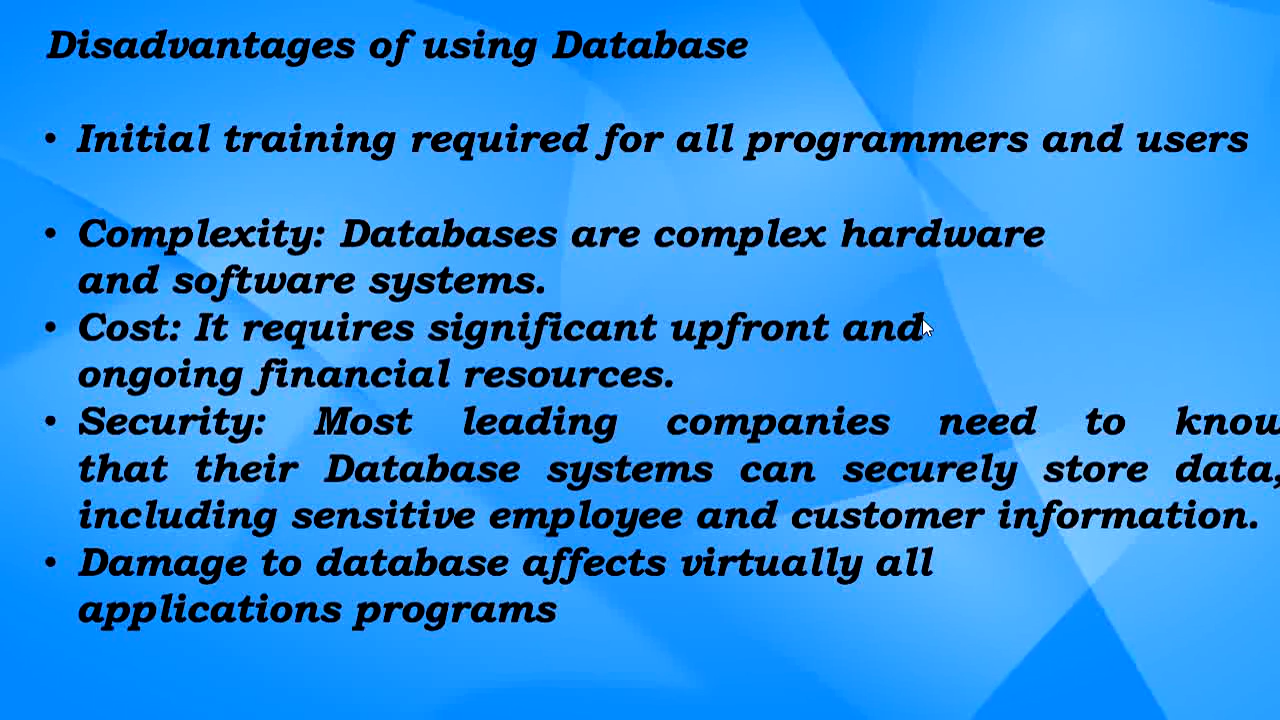 Disadvantages of using Database
• Initial training required for all programmers and users
• Complexity: Databases are complex hardware
and software systems.
• Cost: It requires significant upfront and
ongoing financial resources.
• Security: Most leading companies need to know
that their Database systems can securely store data,
including sensitive employee and customer information.
• Damage to database affects virtually all
applications programs